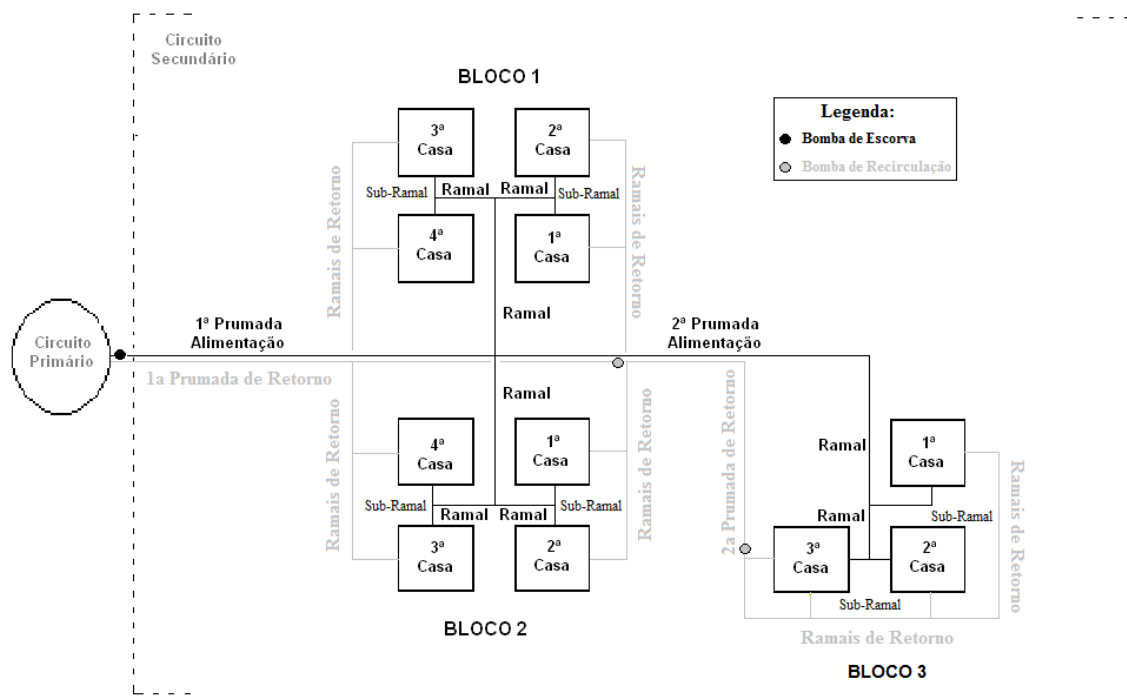 Circuito
Secundário
BLOCO 1
Legenda:
Bomba de Escorva
Bomba de Recirculação
3ª
Casa
2ª
Casa
Ramais de Retorno
Ramais de Retorno
Sub-Ramal
Ramal
Ramal
Sub-Ramal
4ª
Casa
1ª
Casa
Ramal
Circuito
Primário
1ª Prumada
Alimentação
2ª Prumada
Alimentação
1a Prumada de Retorno
Ramal
Ramais de Retorno
Ramais de Retorno
2a Prumada de Retorno
4ª
Casa
1ª
Casa
Ramal
1ª
Casa
Ramais de Retorno
Sub-Ramal
Ramal
Ramal
Sub-Ramal
Ramal
Sub-Ramal
3ª
Casa
2ª
Casa
3ª
Casa
2ª
Casa
Sub-Ramal
BLOCO 2
Ramais de Retorno
BLOCO 3